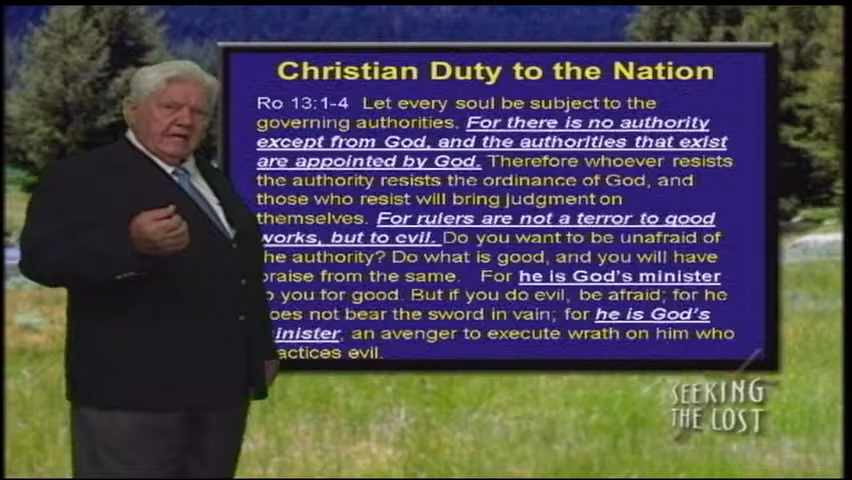 Christian Duty to the Nation
Ro 13:1-4 Let every soul be subject to the
governing authorities. For there is no authority
except from God, and the authorities that exist
are appointed by God. Therefore whoever resists
the authority resists the ordinance of God, and
those who resist will bring judgment on
themselves. For rulers are not a terror to good
works, but to evil. Do you want to be unafraid of
he authority? Do what is good, and you will have
praise from the same. For he is God's minister
o you for good. But if you do evil, be afraid; for he
oes not bear the sword in vain; for he is God's
inister, an avenger to execute wrath on him who
actices evil.
SEEKING
THE LOST